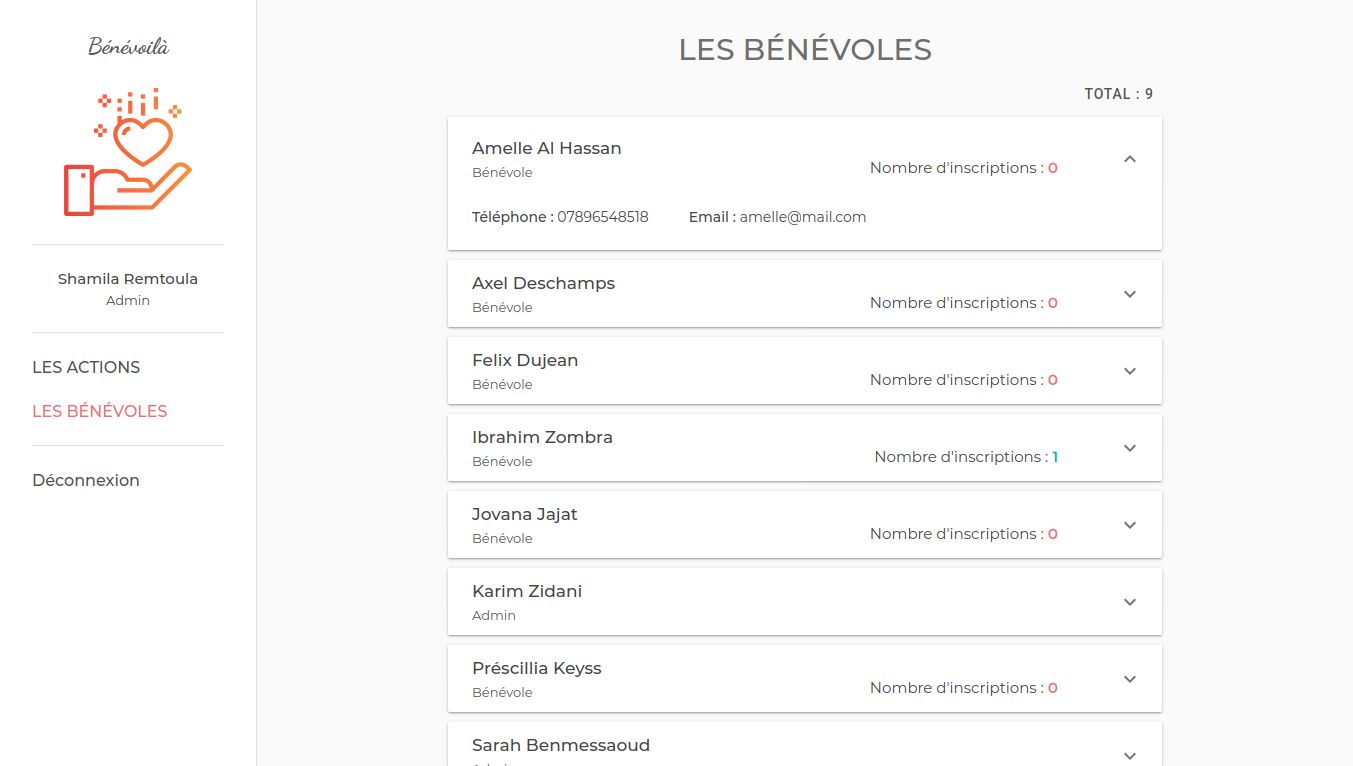 Bénévoilà
Shamila Remtoula
Admin
LES ACTIONS
LES BÉNÉVOLES
Déconnexion
LES BÉNÉVOLES
TOTAL : 9
Amelle Al Hassan
Bénévole
Nombre d'inscriptions : 0
Téléphone : 07896548518 Email : amelle@mail.com
Axel Deschamps
Bénévole
Nombre d'inscriptions : 0
Felix Dujean
Bénévole
Nombre d'inscriptions : 0
Ibrahim Zombra
Bénévole
Nombre d'inscriptions : 1
Jovana Jajat
Bénévole
Nombre d'inscriptions : 0
Karim Zidani
Admin
Préscillia Keyss
Bénévole
Nombre d'inscriptions : 0
Sarah Benmessaoud